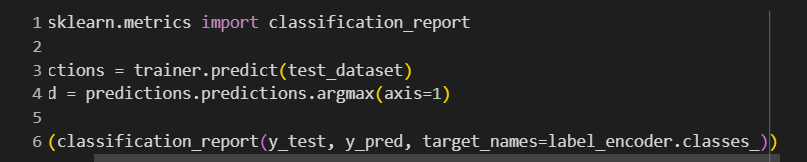 1 sklearn.metrics import classification_report
2
3 ctions = trainer.predict(test_dataset)
4 d = predictions.predictions.argmax(axis=1)
5
6 (classification_report(y_test, y_pred, target_names=label_encoder.classes_))